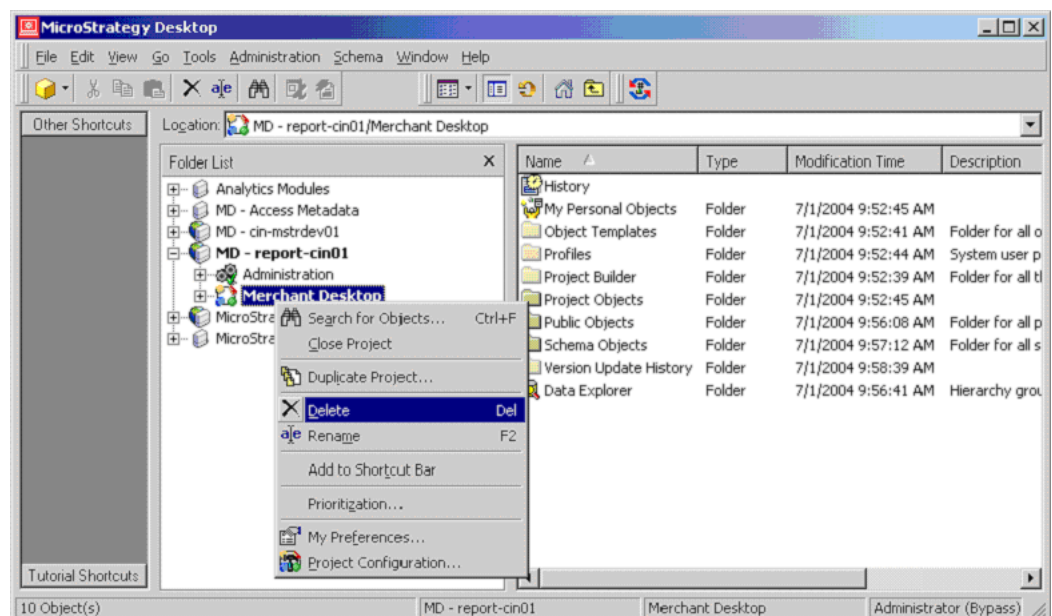 MicroStrategy Desktop
File Edit View Go Tools Administration Schema Window Help
Other Shortcuts
Location: MD - report-cin01/Merchant Desktop
Folder List
Analytics Modules
MD - Access Metadata
MD - cin-mstrdev01
MD - report-cin01
Administration
Merchant Desktop
MicroStra
MicroStra
Search for Objects... Ctrl+F
Close Project
Duplicate Project...
Delete Del
Rename F2
Add to Shortcut Bar
Prioritization...
My Preferences...
Project Configuration...
Name Type Modification Time Description
History
My Personal Objects Folder 7/1/2004 9:52:45 AM
Object Templates Folder 7/1/2004 9:52:41 AM Folder for all o
Profiles Folder 7/1/2004 9:52:44 AM System user p
Project Builder Folder 7/1/2004 9:52:39 AM Folder for all t
Project Objects Folder 7/1/2004 9:52:45 AM
Public Objects Folder 7/1/2004 9:56:08 AM Folder for all p
Schema Objects Folder 7/1/2004 9:57:12 AM Folder for all s
Version Update History Folder 7/1/2004 9:58:39 AM
Data Explorer Folder 7/1/2004 9:56:41 AM Hierarchy grou
Tutorial Shortcuts
10 Object(s) MD - report-cin01 Merchant Desktop Administrator (Bypass)